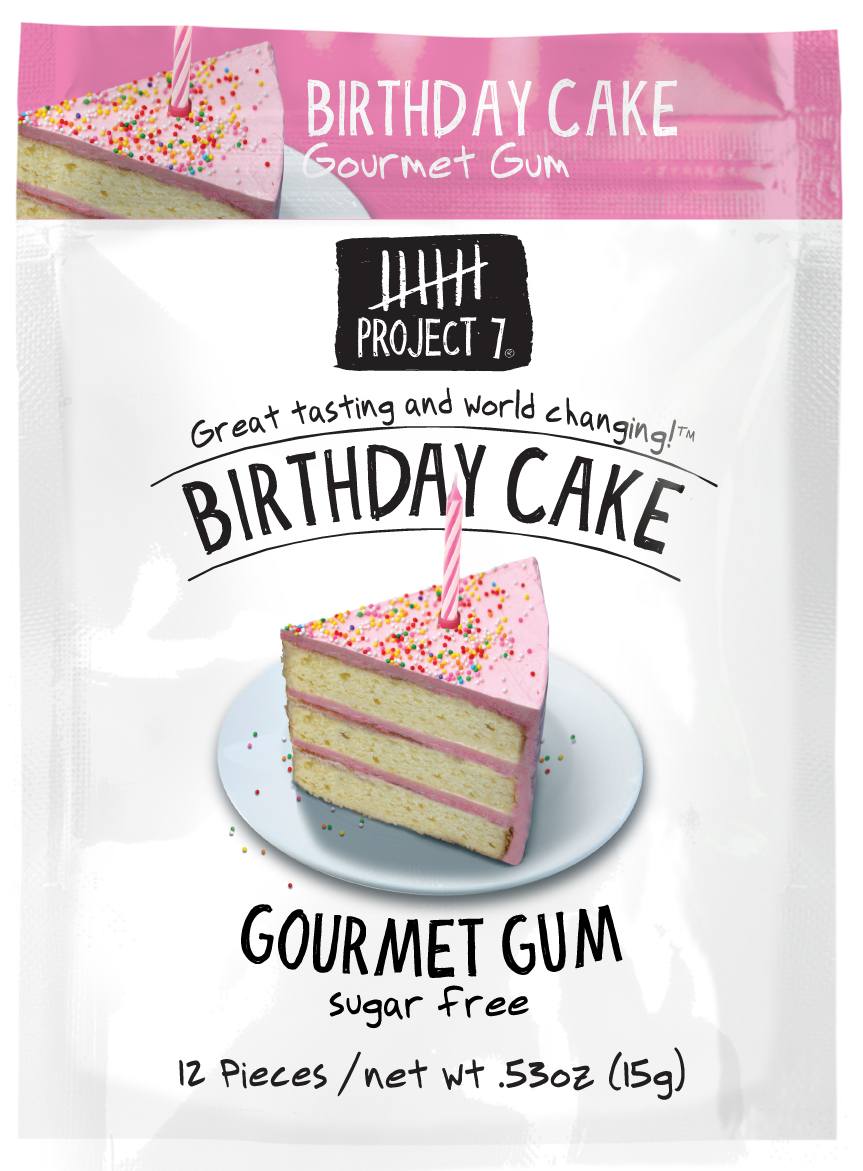 BIRTHDAY CAKE
Gourmet Gum
PROJECT 7®
Great tasting and world changing!™
BIRTHDAY CAKE
GOURMET GUM
sugar free
12 Pieces / net wt .53oz (15g)